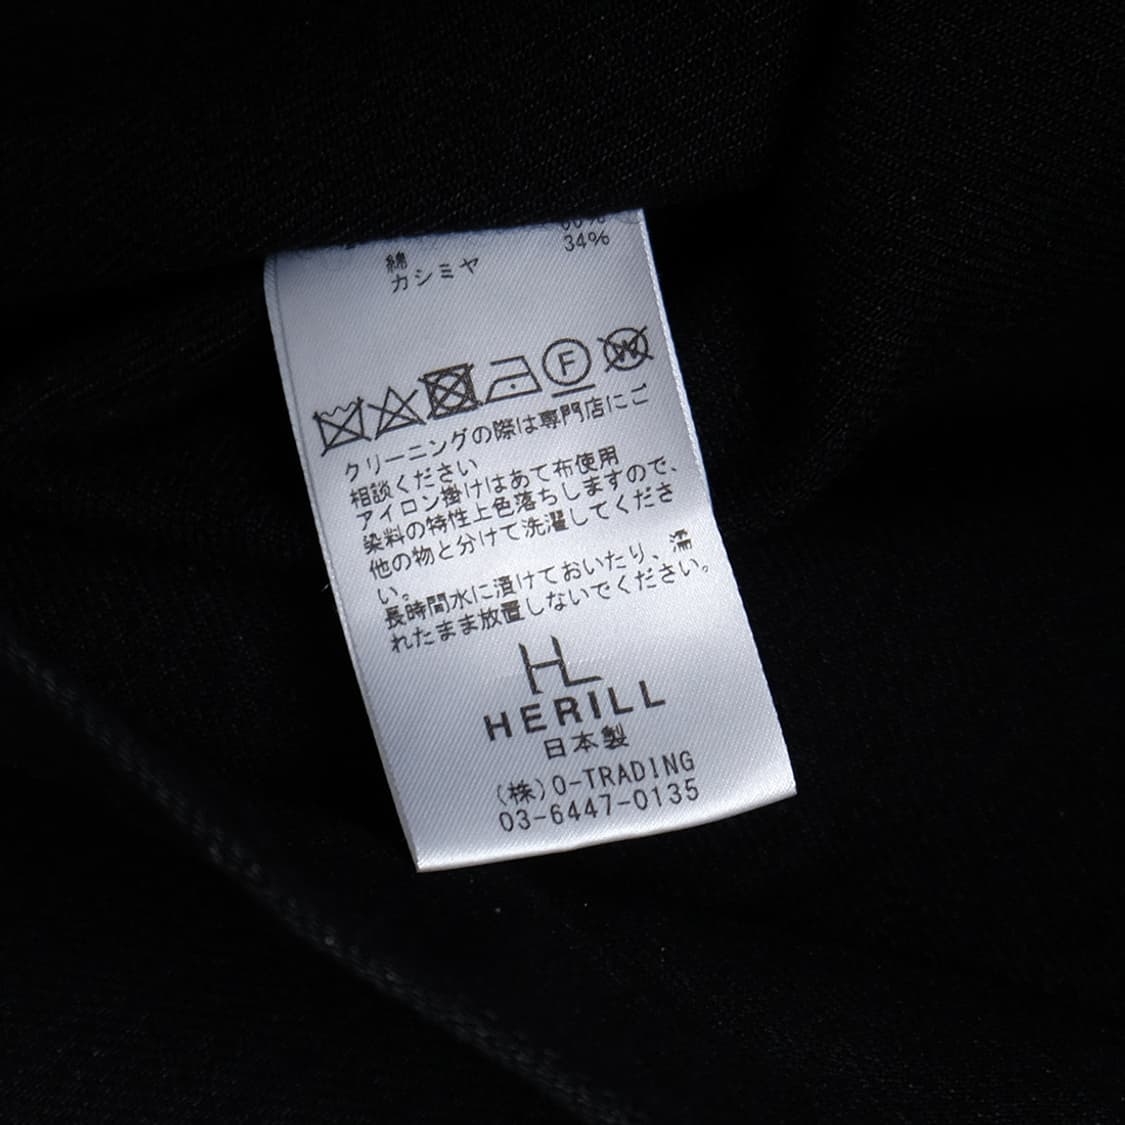 綿
34%
カシミヤ
F
W
クリーニングの際は専門店にご
相談ください
アイロン掛けはあて布使用
染料の特性上色落ちしますので、
他の物と分けて洗濯してくださ
い。
長時間水に漬けておいたり、濡
れたまま放置しないでください。
HL
HERILL
日本製
(株)O-TRADING
03-6447-0135